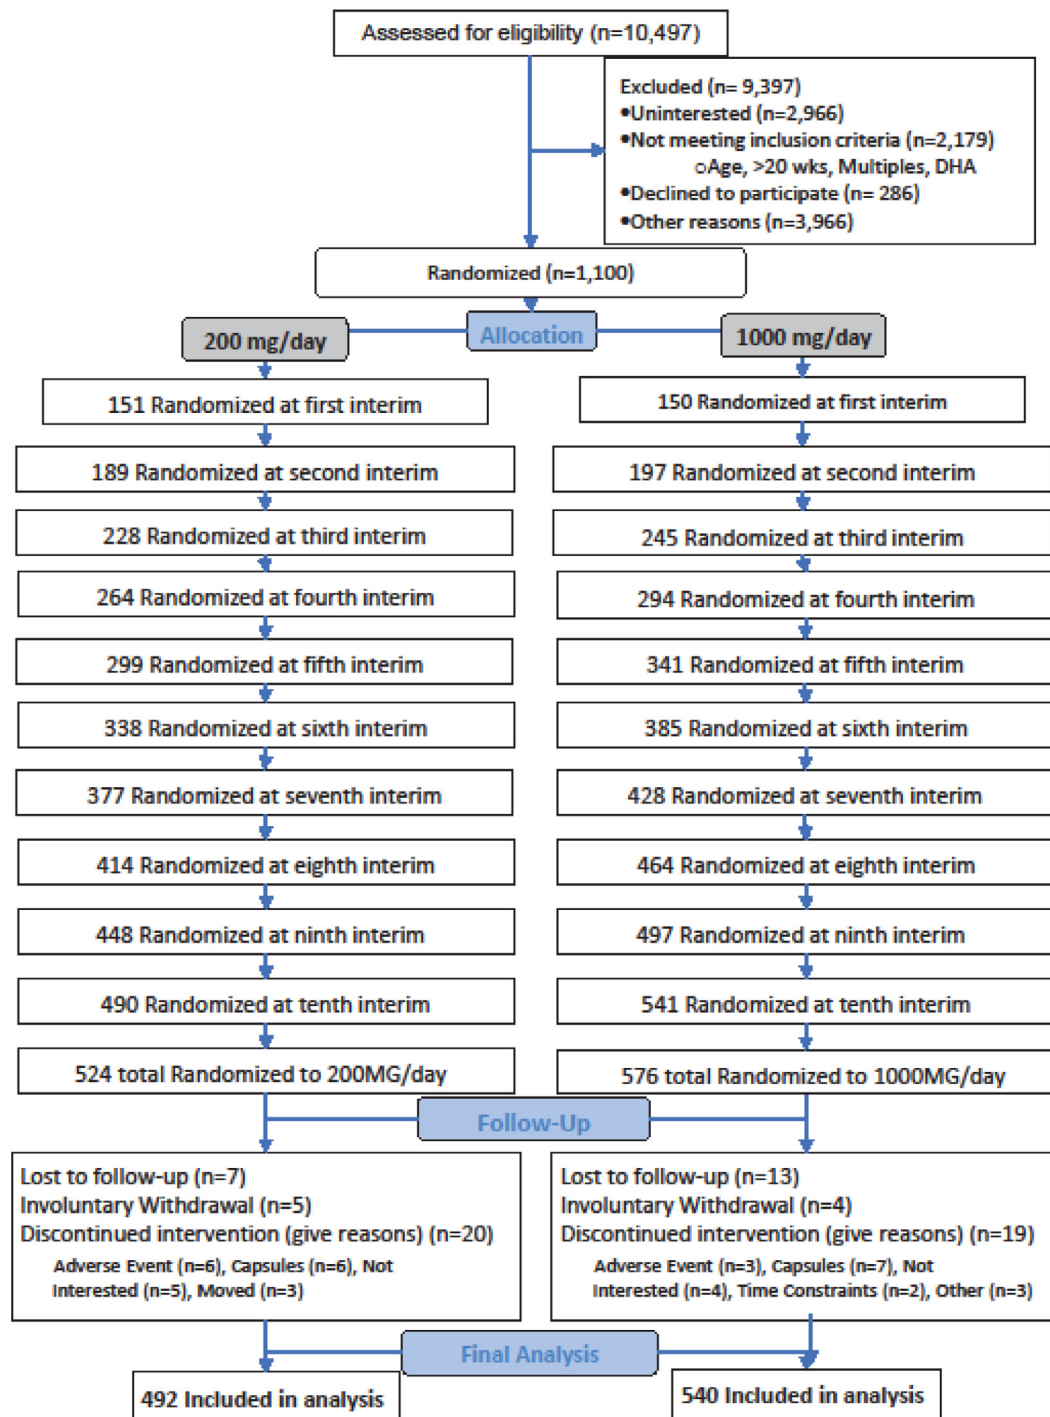 Assessed for eligibility (n=10,497)
Excluded (n= 9,397)
•Uninterested (n=2,966)
•Not meeting inclusion criteria (n=2,179)
oAge, >20 wks, Multiples, DHA
•Declined to participate (n= 286)
•Other reasons (n=3,966)
Randomized (n=1,100)
Allocation
200 mg/day
1000 mg/day
151 Randomized at first interim
150 Randomized at first interim
189 Randomized at second interim
197 Randomized at second interim
228 Randomized at third interim
245 Randomized at third interim
264 Randomized at fourth interim
294 Randomized at fourth interim
299 Randomized at fifth interim
341 Randomized at fifth interim
338 Randomized at sixth interim
385 Randomized at sixth interim
377 Randomized at seventh interim
428 Randomized at seventh interim
414 Randomized at eighth interim
464 Randomized at eighth interim
448 Randomized at ninth interim
497 Randomized at ninth interim
490 Randomized at tenth interim
541 Randomized at tenth interim
524 total Randomized to 200MG/day
576 total Randomized to 1000MG/day
Follow-Up
Lost to follow-up (n=7)
Involuntary Withdrawal (n=5)
Discontinued intervention (give reasons) (n=20)
Adverse Event (n=6), Capsules (n=6), Not
Interested (n=5), Moved (n=3)
Lost to follow-up (n=13)
Involuntary Withdrawal (n=4)
Discontinued intervention (give reasons) (n=19)
Adverse Event (n=3), Capsules (n=7), Not
Interested (n=4), Time Constraints (n=2), Other (n=3)
Final Analysis
492 Included in analysis
540 Included in analysis